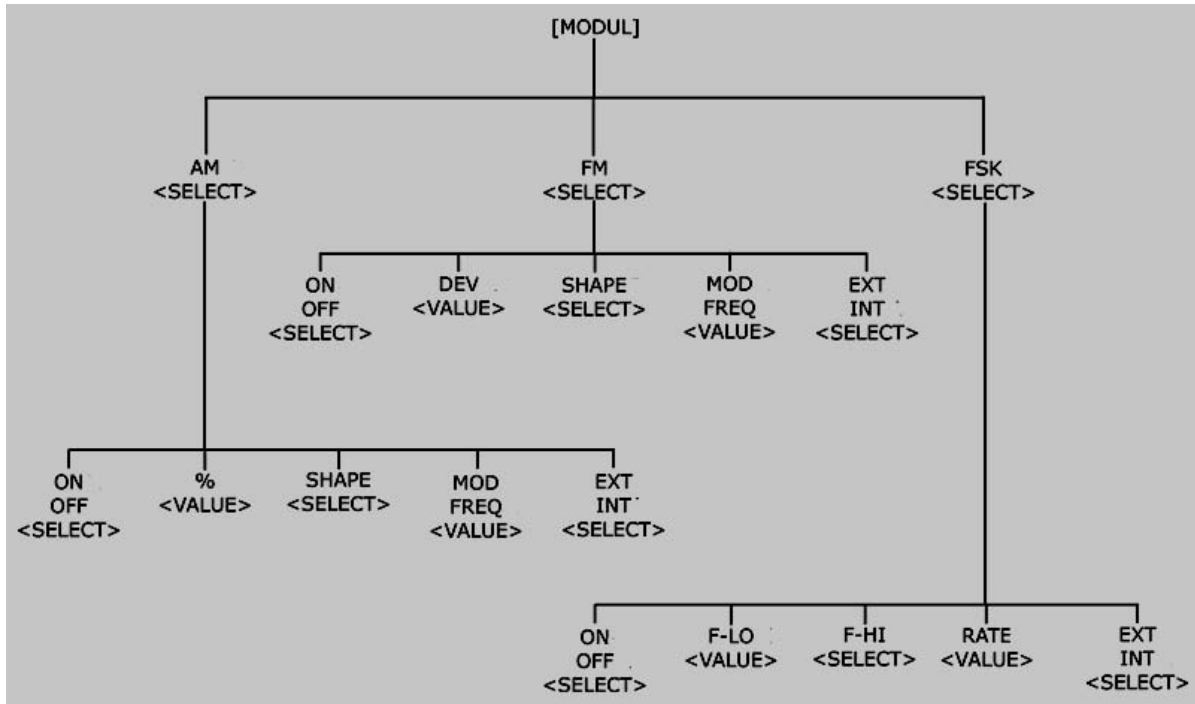 [MODUL]
AM
<SELECT>
FM
<SELECT>
FSK
<SELECT>
ON
OFF
<SELECT>
DEV
<VALUE>
SHAPE
<SELECT>
MOD
FREQ
<VALUE>
EXT
INT
<SELECT>
ON
OFF
<SELECT>
%
<VALUE>
SHAPE
<SELECT>
MOD
FREQ
<VALUE>
EXT
INT
<SELECT>
ON
OFF
<SELECT>
F-LO
<VALUE>
F-HI
<SELECT>
RATE
<VALUE>
EXT
INT
<SELECT>